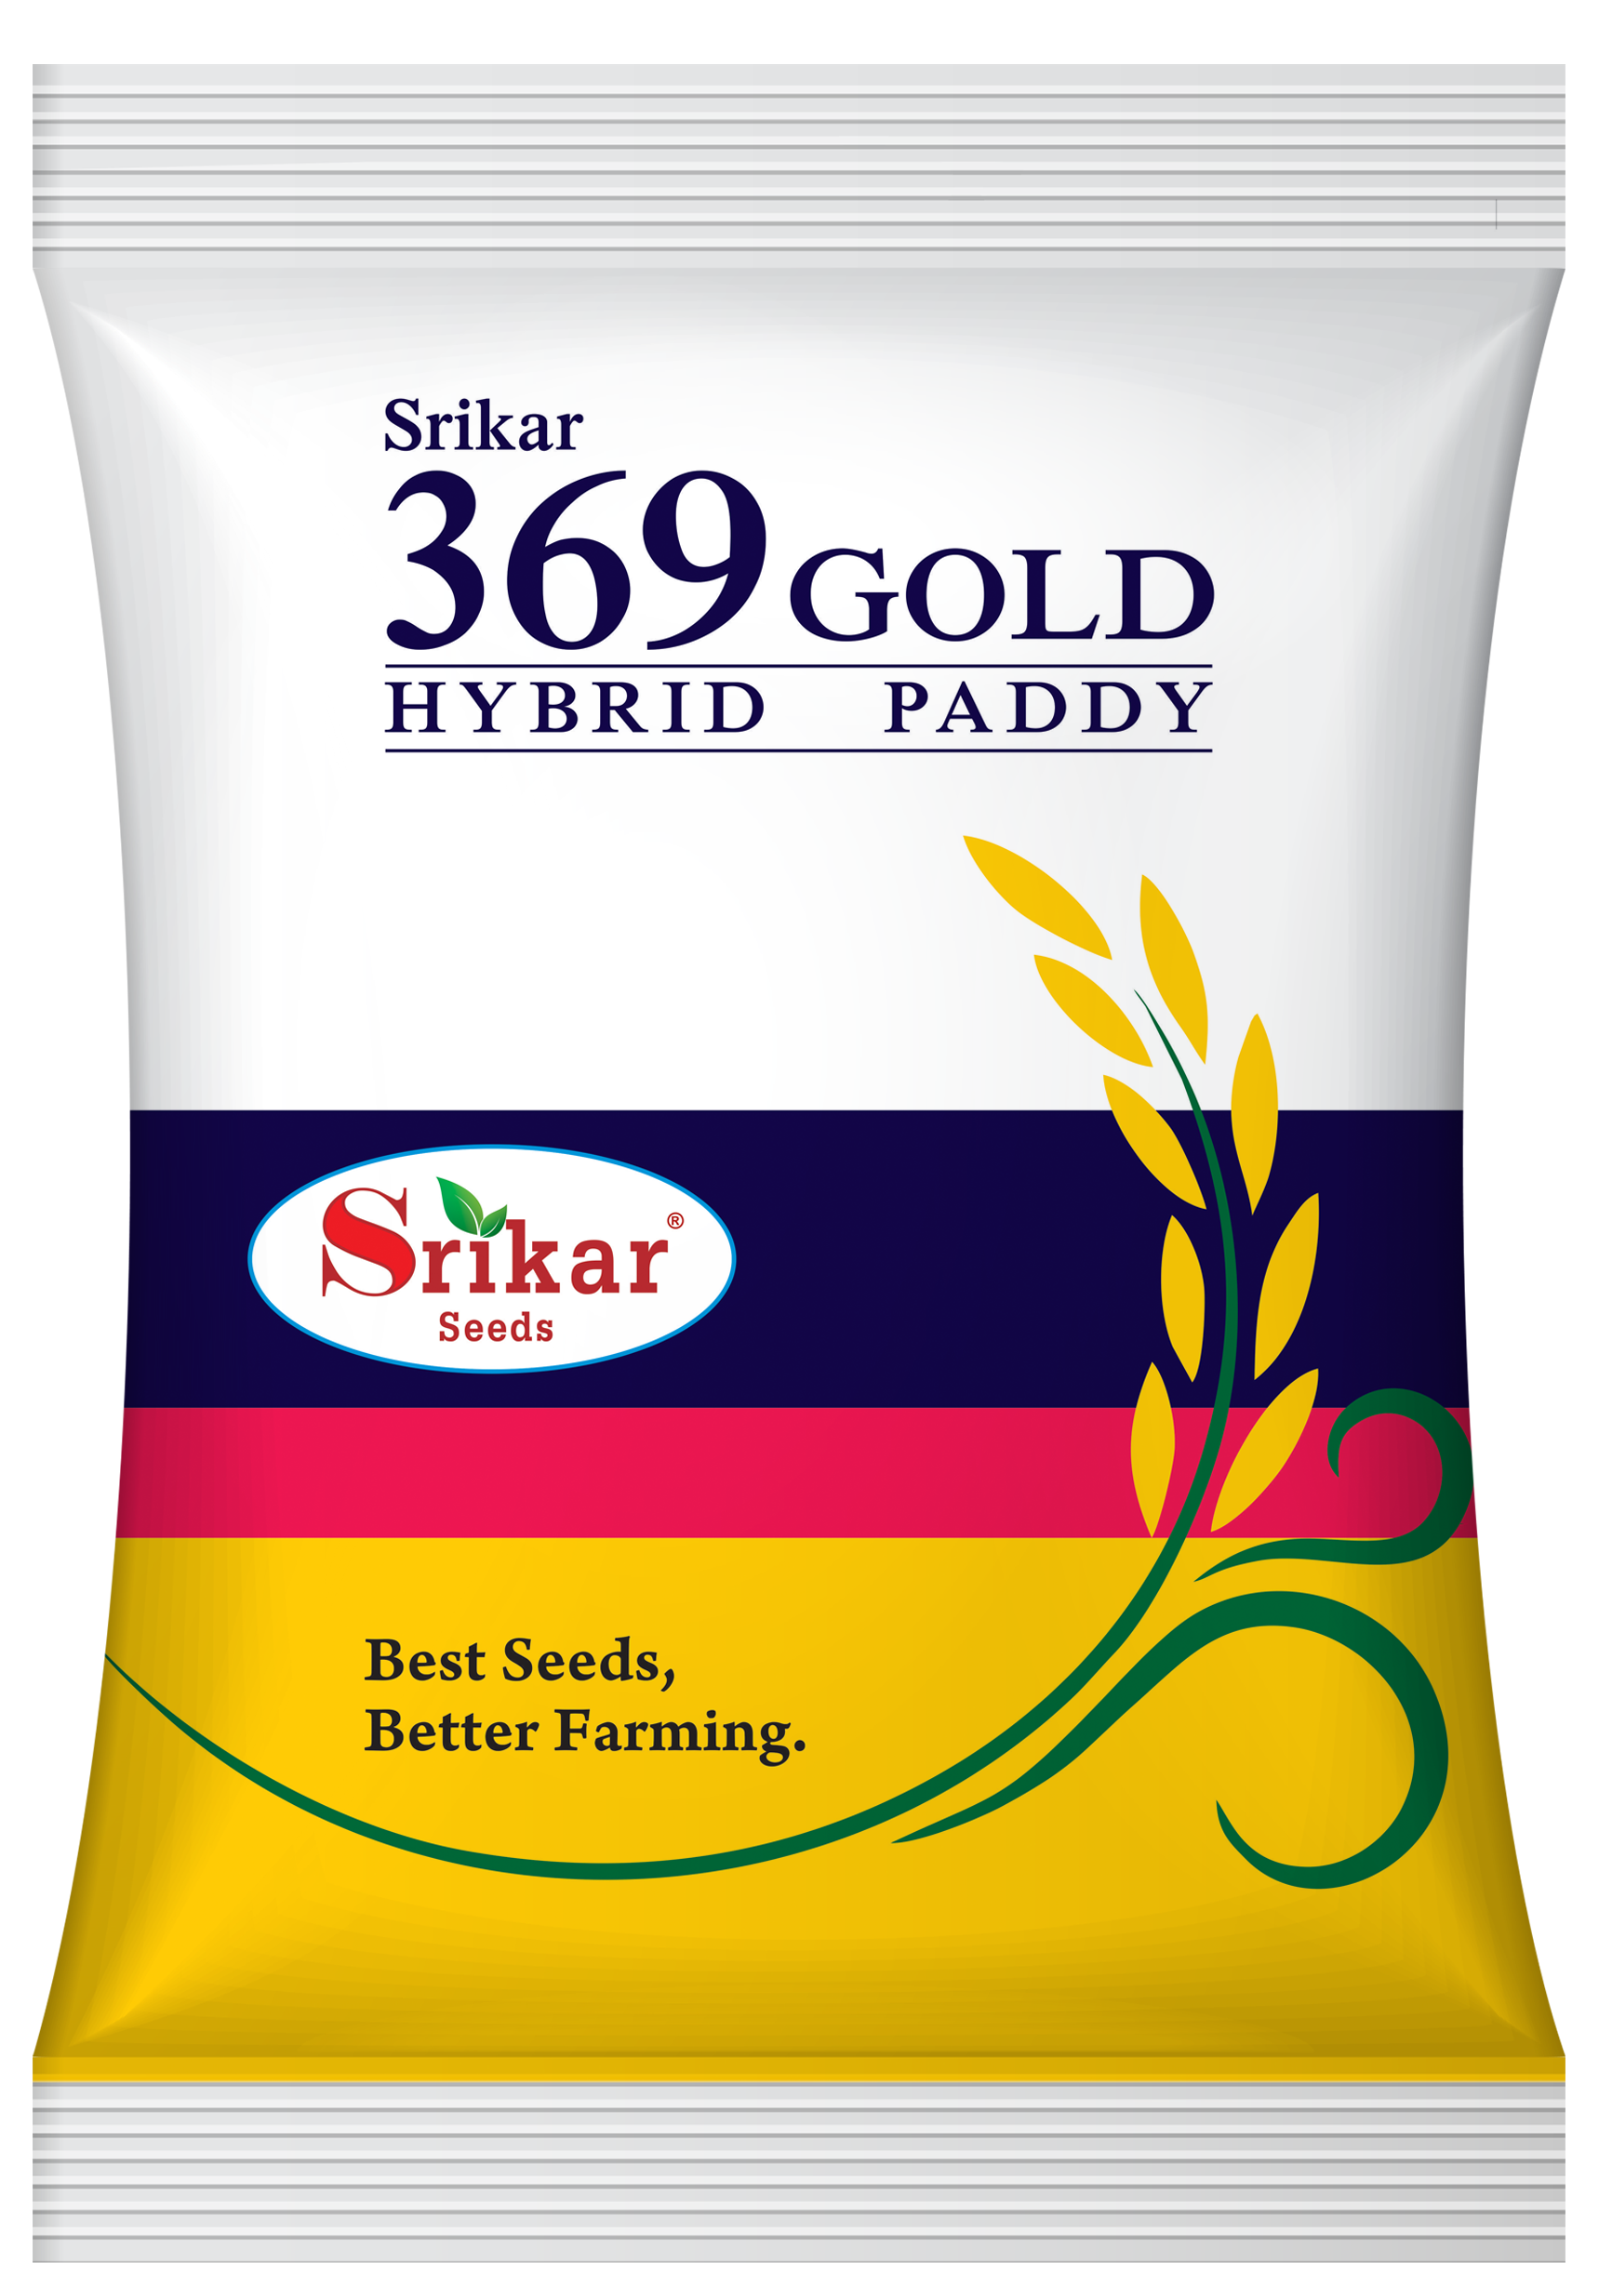 Srikar
369 GOLD
HYBRID PADDY
Srikar ®
Seeds
Best Seeds,
Better Farming.